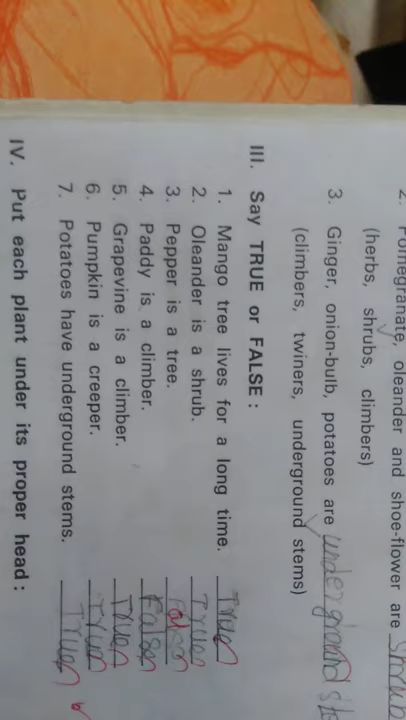 2. Pomegranate, oleander and shoe-flower are Shrub
(herbs, shrubs, climbers)
3. Ginger, onion-bulb, potatoes are underground
(climbers, twiners, underground stems)
III. Say TRUE or FALSE :
1. Mango tree lives for a long time. True
2. Oleander is a shrub. True
3. Pepper is a tree. False
4. Paddy is a climber. False
5. Grapevine is a climber. True
6. Pumpkin is a creeper. True
7. Potatoes have underground stems. True
IV. Put each plant under its proper head :